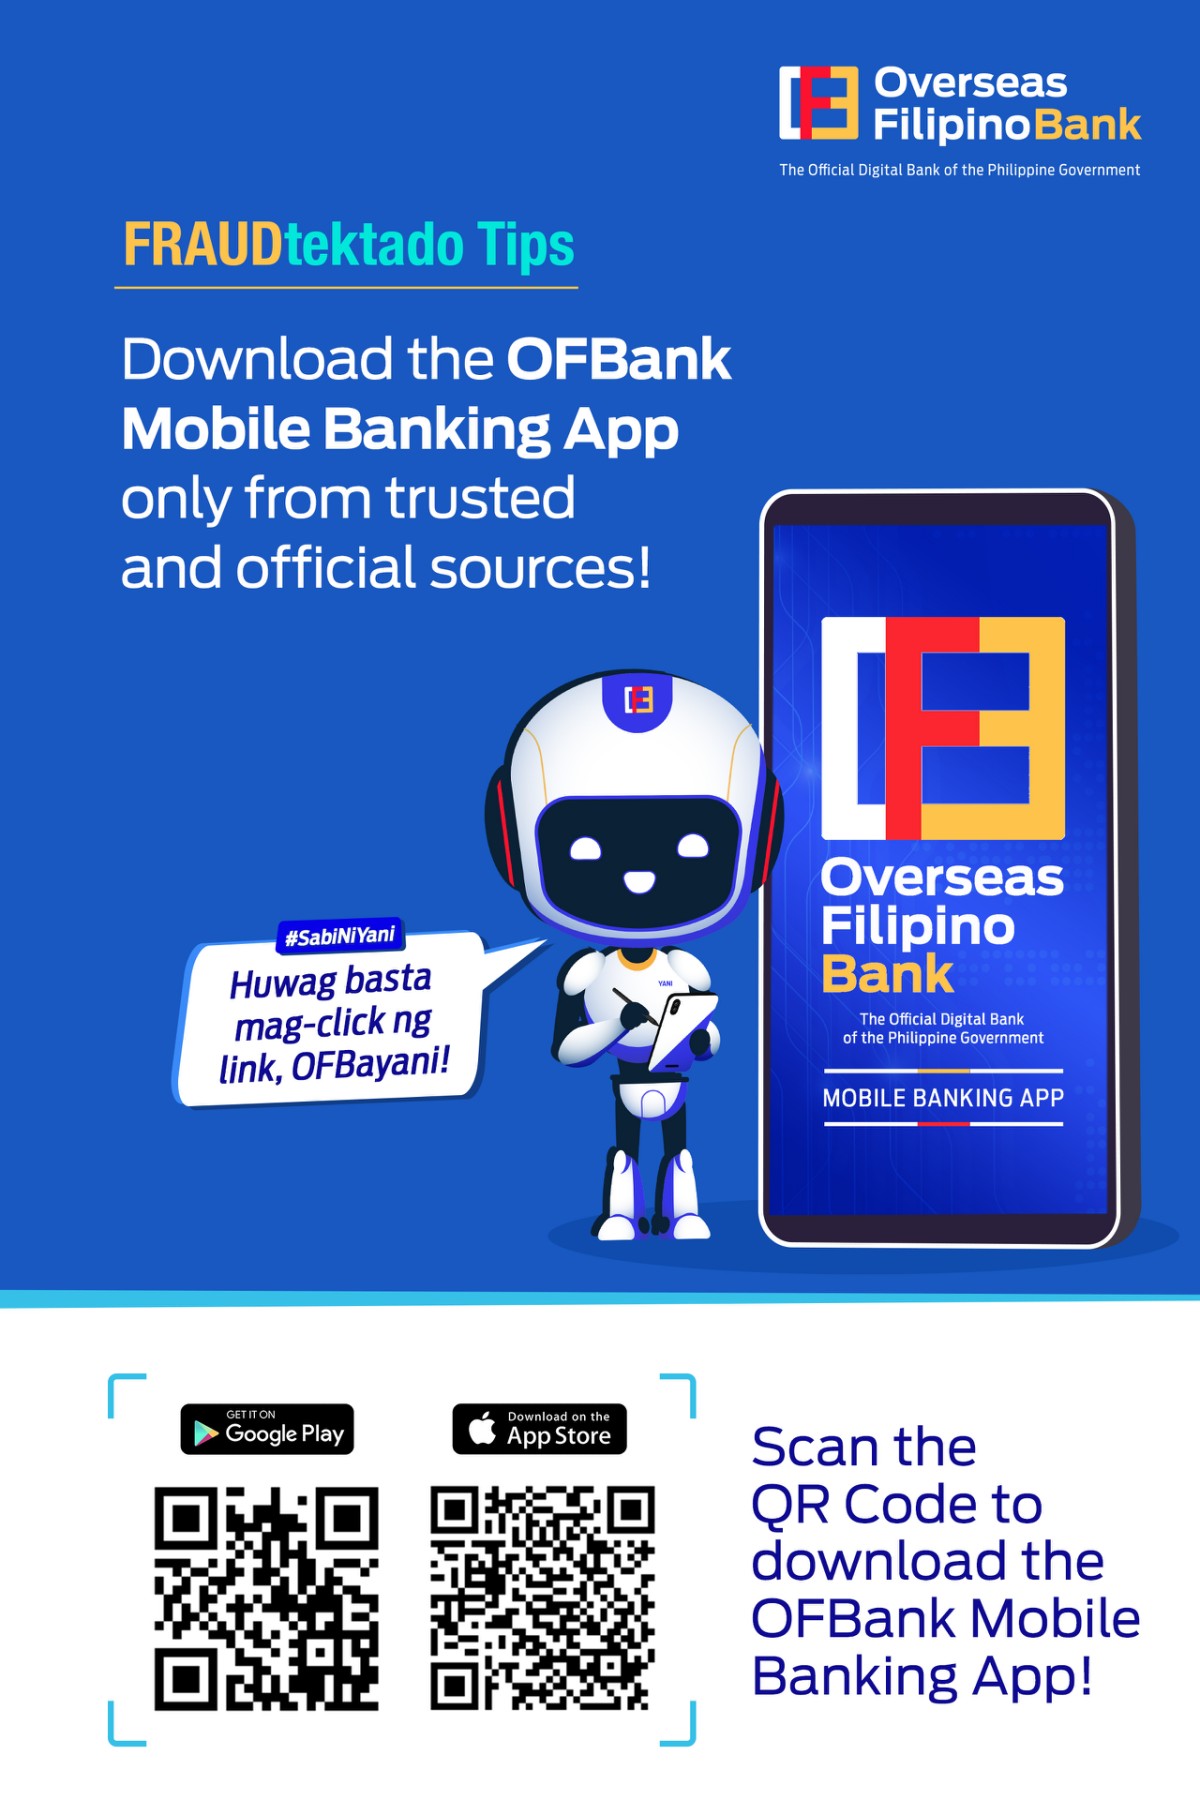 Overseas
FilipinoBank
The Official Digital Bank of the Philippine Government
FRAUDtektado Tips
Download the OFBank
Mobile Banking App
only from trusted
and official sources!
#SabiNiYani
Huwag basta
mag-click ng
link, OFBayani!
YANI
Overseas
Filipino
Bank
The Official Digital Bank
of the Philippine Government
MOBILE BANKING APP
GET IT ON
Google Play
Download on the
App Store
Scan the
QR Code to
download the
OFBank Mobile
Banking App!